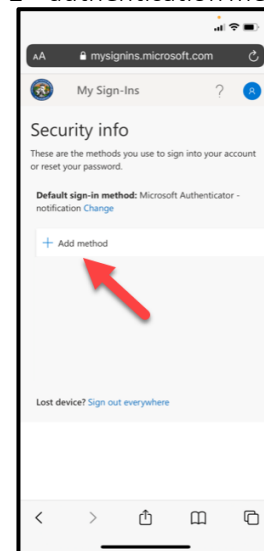 AA mysignins.microsoft.com
My Sign-Ins ? A
Security info
These are the methods you use to sign into your account
or reset your password.
Default sign-in method: Microsoft Authenticator -
notification Change
+ Add method
Lost device? Sign out everywhere